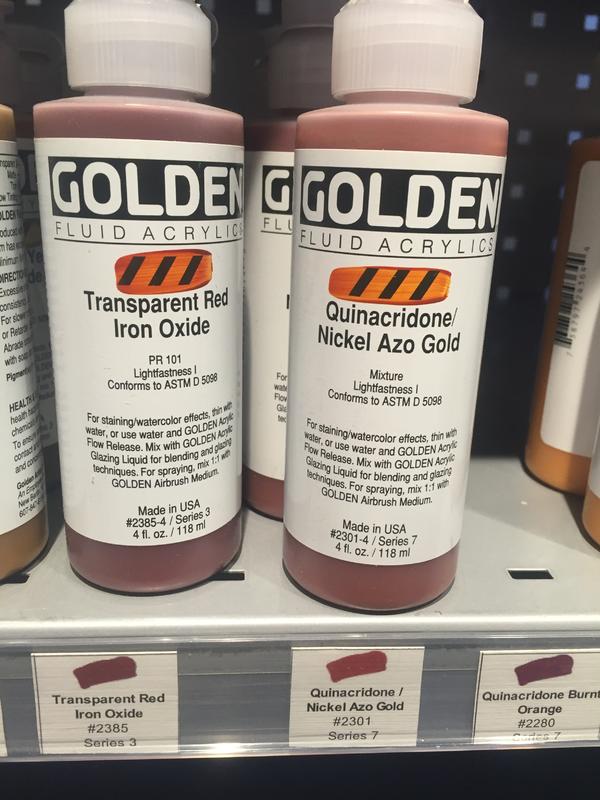 GOLDEN
FLUID ACRYLICS
Transparent Red
Iron Oxide
PR 101
Lightfastness I
Conforms to ASTM D 5098
For staining/watercolor effects, thin with
water, or use water and GOLDEN Acrylic
Flow Release. Mix with GOLDEN Acrylic
Glazing Liquid for blending and glazing
techniques. For spraying, mix 1:1 with
GOLDEN Airbrush Medium.
Made in USA
#2385-4 / Series 3
4 fl. oz. / 118 ml
GOLDEN
FLUID ACRYLICS
Quinacridone/
Nickel Azo Gold
Mixture
Lightfastness I
Conforms to ASTM D 5098
For staining/watercolor effects, thin with
water, or use water and GOLDEN Acrylic
Flow Release. Mix with GOLDEN Acrylic
Glazing Liquid for blending and glazing
techniques. For spraying, mix 1:1 with
GOLDEN Airbrush Medium.
Made in USA
#2301-4 / Series 7
4 fl. oz. / 118 ml
Transparent Red
Iron Oxide
#2385
Series 3
Quinacridone /
Nickel Azo Gold
#2301
Series 7
Quinacridone Burnt
Orange
#2280
Series 7